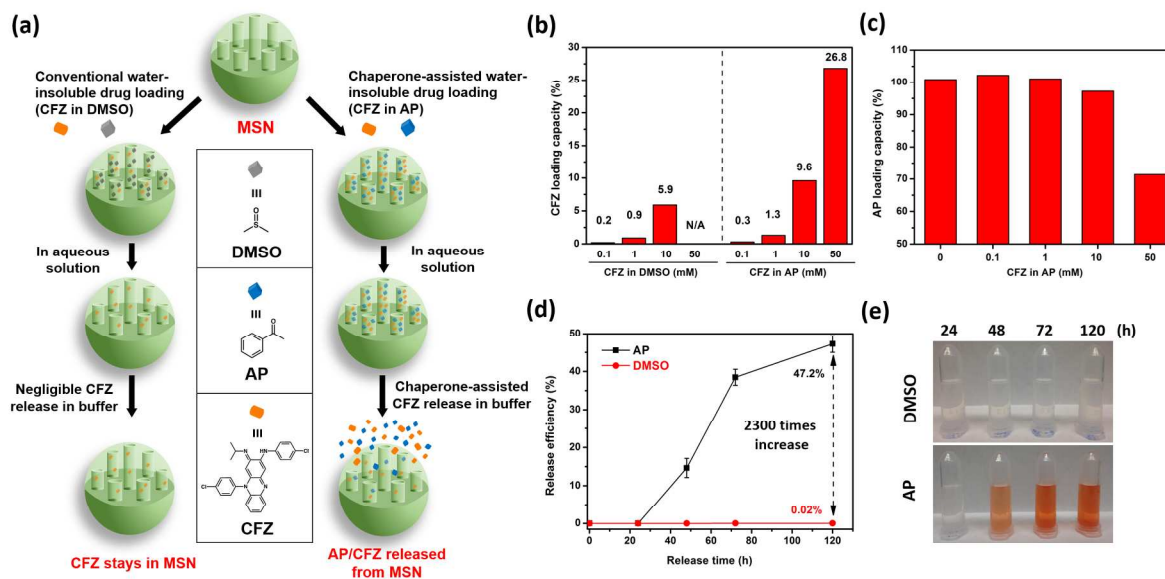 (a)
MSN
Conventional water-
insoluble drug loading
(CFZ in DMSO)
Chaperone-assisted water-
insoluble drug loading
(CFZ in AP)
In aqueous
solution
Negligible CFZ
release in buffer
CFZ stays in MSN
III
O
S
DMSO
III
O
AP
III
N
HN
Cl
Cl
N
N
CFZ
In aqueous
solution
Chaperone-assisted
CFZ release in buffer
AP/CFZ released
from MSN
(b)
CFZ loading capacity (%)
30
25
20
15
10
5
0
0.2
0.9
5.9
N/A
0.3
1.3
9.6
26.8
0.1 1 10 50
0.1 1 10 50
CFZ in DMSO (mM)
CFZ in AP (mM)
(c)
AP loading capacity (%)
110
100
90
80
70
60
50
0 0.1 1 10 50
CFZ in AP (mM)
(d)
Release efficiency (%)
50
40
30
20
10
0
AP
DMSO
47.2%
2300 times
increase
0.02%
0 20 40 60 80 100 120
Release time (h)
(e)
24 48 72 120 (h)
DMSO
AP